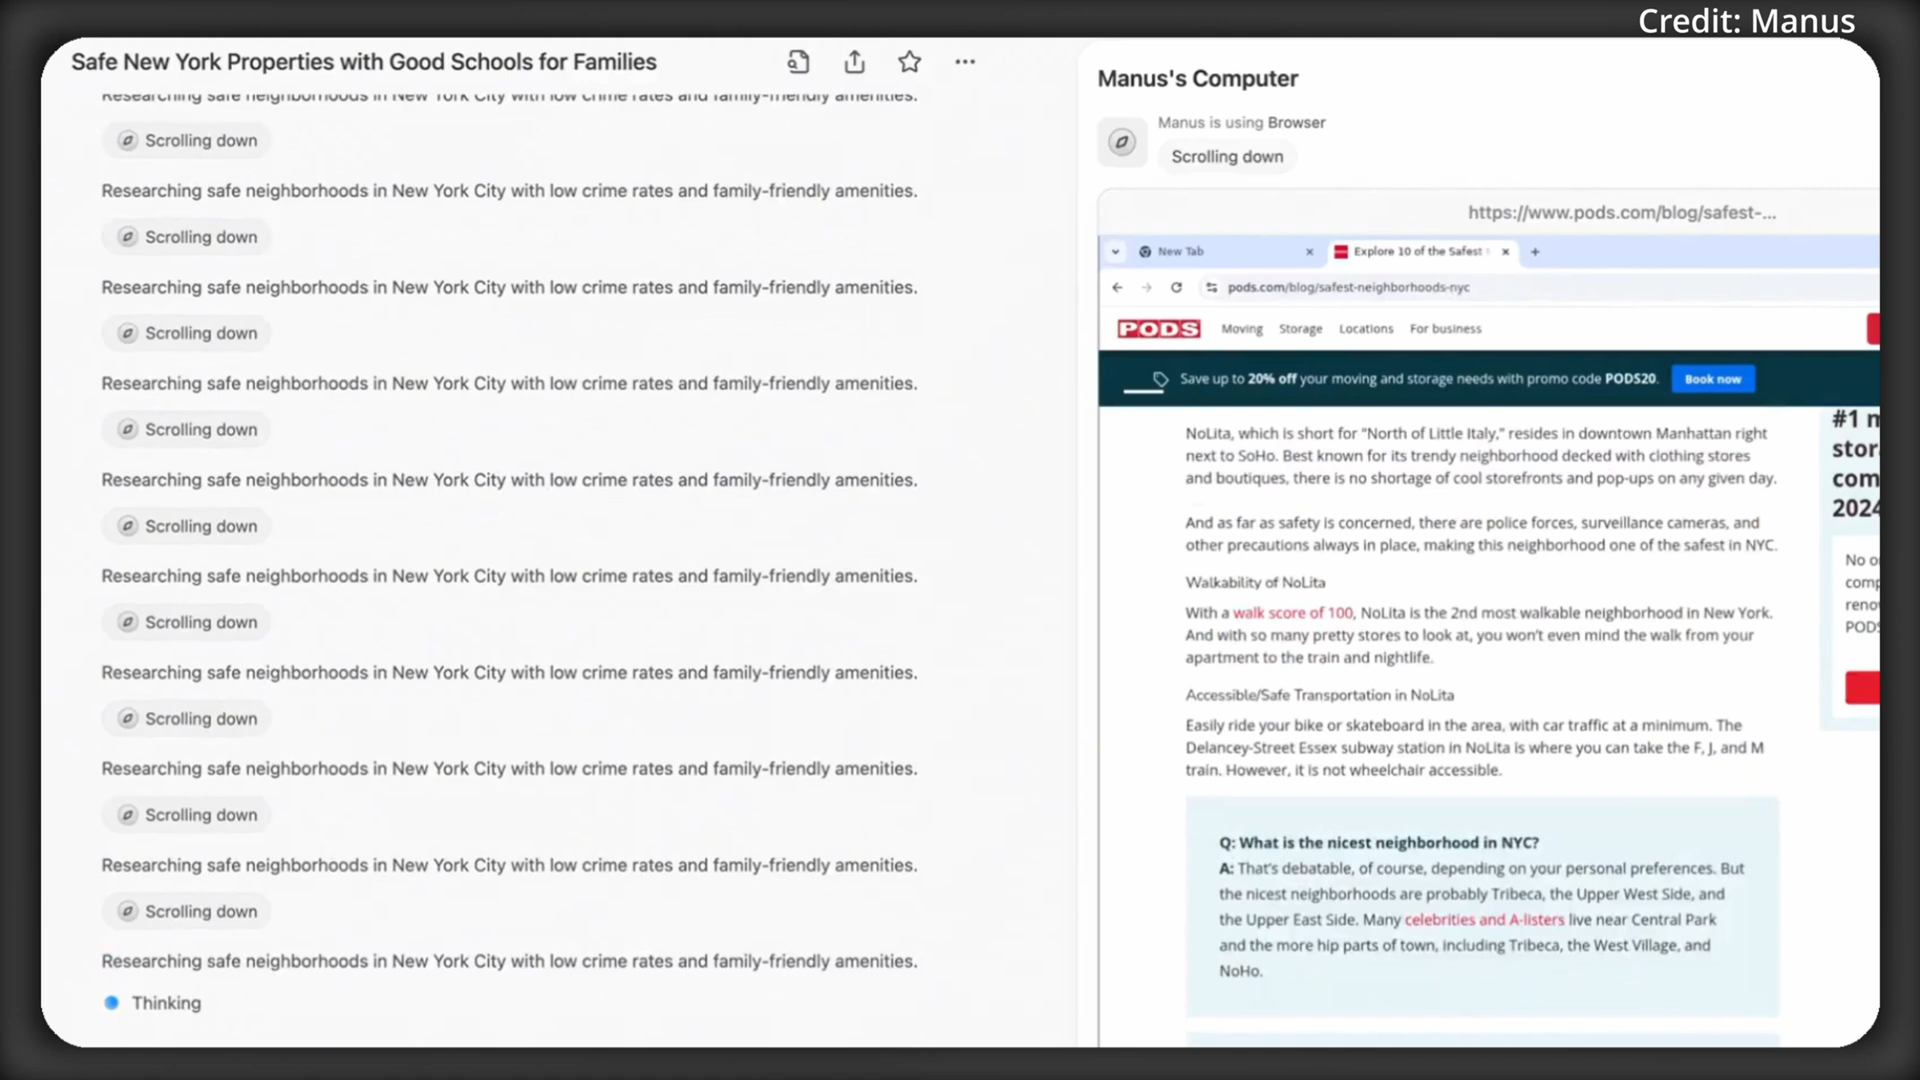 Credit: Manus
Safe New York Properties with Good Schools for Families
Researching safe neighborhoods in New York City with low crime rates and family-friendly amenities.
Scrolling down
Researching safe neighborhoods in New York City with low crime rates and family-friendly amenities.
Scrolling down
Researching safe neighborhoods in New York City with low crime rates and family-friendly amenities.
Scrolling down
Researching safe neighborhoods in New York City with low crime rates and family-friendly amenities.
Scrolling down
Researching safe neighborhoods in New York City with low crime rates and family-friendly amenities.
Scrolling down
Researching safe neighborhoods in New York City with low crime rates and family-friendly amenities.
Scrolling down
Researching safe neighborhoods in New York City with low crime rates and family-friendly amenities.
Scrolling down
Researching safe neighborhoods in New York City with low crime rates and family-friendly amenities.
Scrolling down
Researching safe neighborhoods in New York City with low crime rates and family-friendly amenities.
Scrolling down
Researching safe neighborhoods in New York City with low crime rates and family-friendly amenities.
Thinking
Manus's Computer
Manus is using Browser
Scrolling down
https://www.pods.com/blog/safest-...
New Tab
Explore 10 of the Safest
pods.com/blog/safest-neighborhoods-nyc
PODS Moving Storage Locations For business
Save up to 20% off your moving and storage needs with promo code PODS20. Book now
NoLita, which is short for “North of Little Italy,” resides in downtown Manhattan right
next to SoHo. Best known for its trendy neighborhood decked with clothing stores
and boutiques, there is no shortage of cool storefronts and pop-ups on any given day.
And as far as safety is concerned, there are police forces, surveillance cameras, and
other precautions always in place, making this neighborhood one of the safest in NYC.
Walkability of NoLita
With a walk score of 100, NoLita is the 2nd most walkable neighborhood in New York.
And with so many pretty stores to look at, you won't even mind the walk from your
apartment to the train and nightlife.
Accessible/Safe Transportation in NoLita
Easily ride your bike or skateboard in the area, with car traffic at a minimum. The
Delancey-Street Essex subway station in NoLita is where you can take the F, J, and M
train. However, it is not wheelchair accessible.
Q: What is the nicest neighborhood in NYC?
A: That's debatable, of course, depending on your personal preferences. But
the nicest neighborhoods are probably Tribeca, the Upper West Side, and
the Upper East Side. Many celebrities and A-listers live near Central Park
and the more hip parts of town, including Tribeca, the West Village, and
NoHo.
#1
2024
No